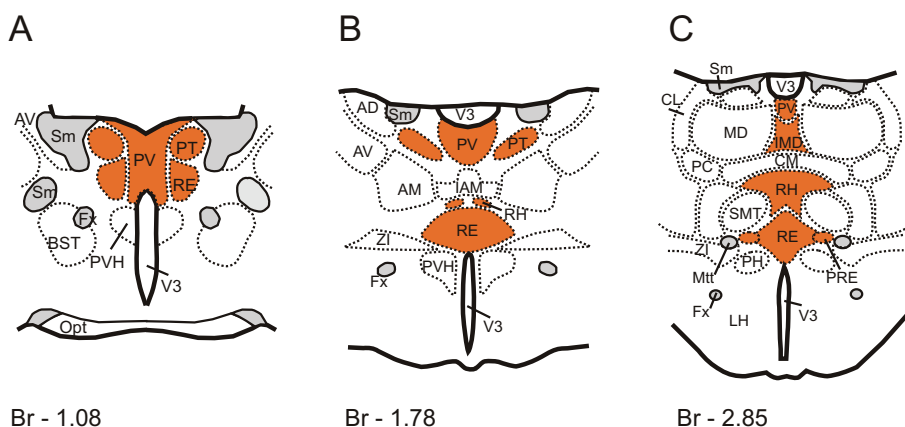 A
AV
Sm
PV
PT
RE
Sm
Fx
BST
PVH
V3
Opt
Br - 1.08
B
AD
Sm
V3
AV
PV
PT
AM
IAM
RH
RE
ZI
PVH
Fx
V3
Br - 1.78
C
Sm
V3
CL
PV
MD
IMD
CM
PC
RH
SMT
RE
ZI
PH
Mtt
PRE
Fx
LH
V3
Br - 2.85